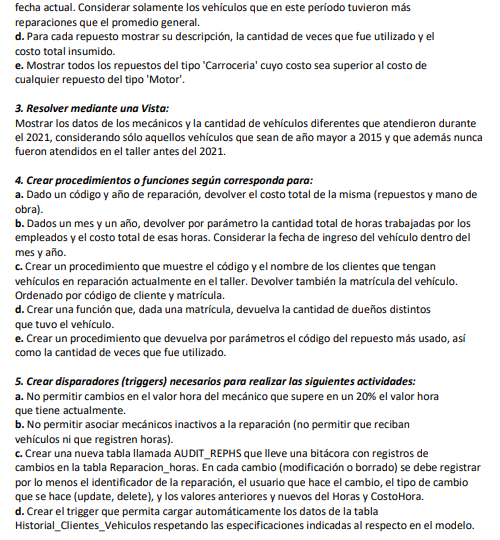 fecha actual. Considerar solamente los vehículos que en este período tuvieron más
reparaciones que el promedio general.
d. Para cada repuesto mostrar su descripción, la cantidad de veces que fue utilizado y el
costo total insumido.
e. Mostrar todos los repuestos del tipo 'Carroceria' cuyo costo sea superior al costo de
cualquier repuesto del tipo 'Motor'.
3. Resolver mediante una Vista:
Mostrar los datos de los mecánicos y la cantidad de vehículos diferentes que atendieron durante
el 2021, considerando sólo aquellos vehículos que sean de año mayor a 2015 y que además nunca
fueron atendidos en el taller antes del 2021.
4. Crear procedimientos o funciones según corresponda para:
a. Dado un código y año de reparación, devolver el costo total de la misma (repuestos y mano de
obra).
b. Dados un mes y un año, devolver por parámetro la cantidad total de horas trabajadas por los
empleados y el costo total de esas horas. Considerar la fecha de ingreso del vehículo dentro del
mes y año.
c. Crear un procedimiento que muestre el código y el nombre de los clientes que tengan
vehículos en reparación actualmente en el taller. Devolver también la matrícula del vehículo.
Ordenado por código de cliente y matrícula.
d. Crear una función que, dada una matrícula, devuelva la cantidad de dueños distintos
que tuvo el vehículo.
e. Crear un procedimiento que devuelva por parámetros el código del repuesto más usado, así
como la cantidad de veces que fue utilizado.
5. Crear disparadores (triggers) necesarios para realizar las siguientes actividades:
a. No permitir cambios en el valor hora del mecánico que supere en un 20% el valor hora
que tiene actualmente.
b. No permitir asociar mecánicos inactivos a la reparación (no permitir que reciban
vehículos ni que registren horas).
c. Crear una nueva tabla llamada AUDIT_REPHS que lleve una bitácora con registros de
cambios en la tabla Reparacion_horas. En cada cambio (modificación o borrado) se debe registrar
por lo menos el identificador de la reparación, el usuario que hace el cambio, el tipo de cambio
que se hace (update, delete), y los valores anteriores y nuevos del Horas y CostoHora.
d. Crear el trigger que permita cargar automáticamente los datos de la tabla
Historial_Clientes_Vehiculos respetando las especificaciones indicadas al respecto en el modelo.